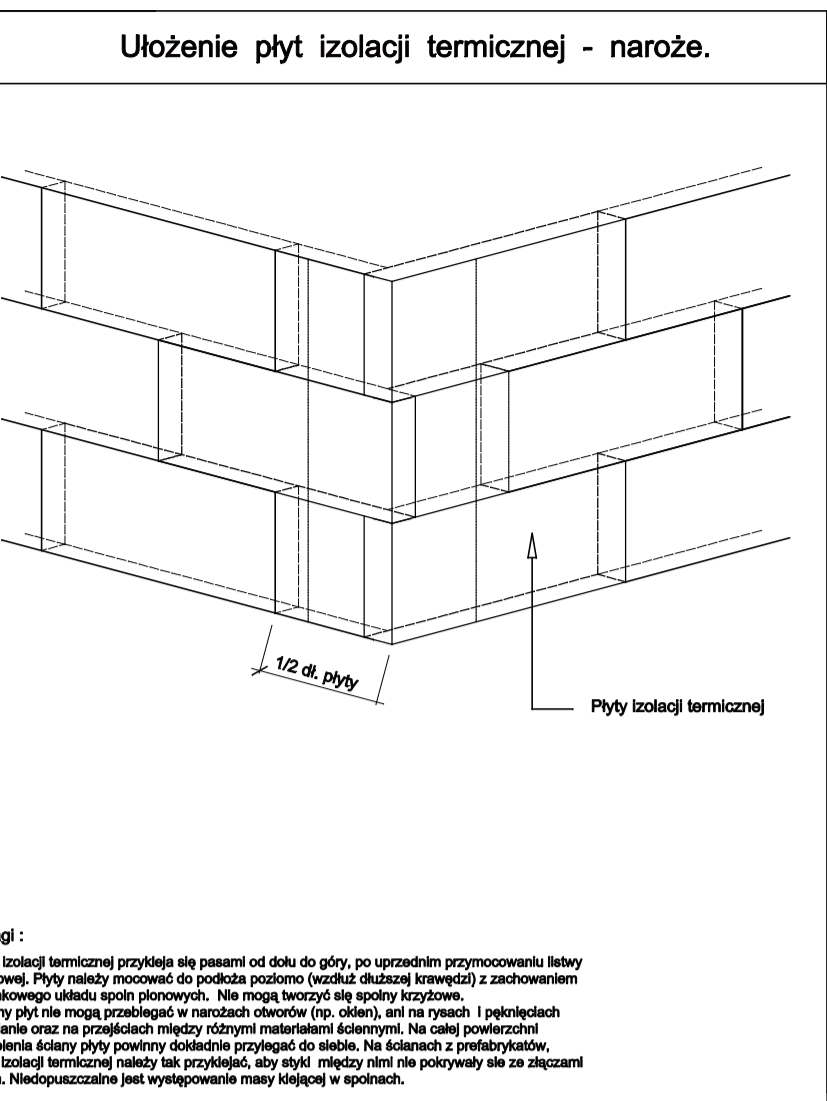 Ułożenie płyt izolacji termicznej - naroże.
1/2 dł. płyty
Płyty izolacji termicznej
gi :
izolacji termicznej przykleja się pasami od dołu do góry, po uprzednim przymocowaniu listwy
owej. Płyty należy mocować do podłoża poziomo (wzdłuż dłuższej krawędzi) z zachowaniem
kowego układu spoin pionowych. Nie mogą tworzyć się spoiny krzyżowe.
ny płyt nie mogą przebiegać w narożach otworów (np. okien), ani na rysach i pęknięciach
anie oraz na przejściach między różnymi materiałami ściennymi. Na całej powierzchni
elenia ściany płyty powinny dokładnie przylegać do siebie. Na ścianach z prefabrykatów,
izolacji termicznej należy tak przyklejać, aby styki między nimi nie pokrywały sie ze złączami
. Niedopuszczalne jest występowanie masy klejącej w spoinach.